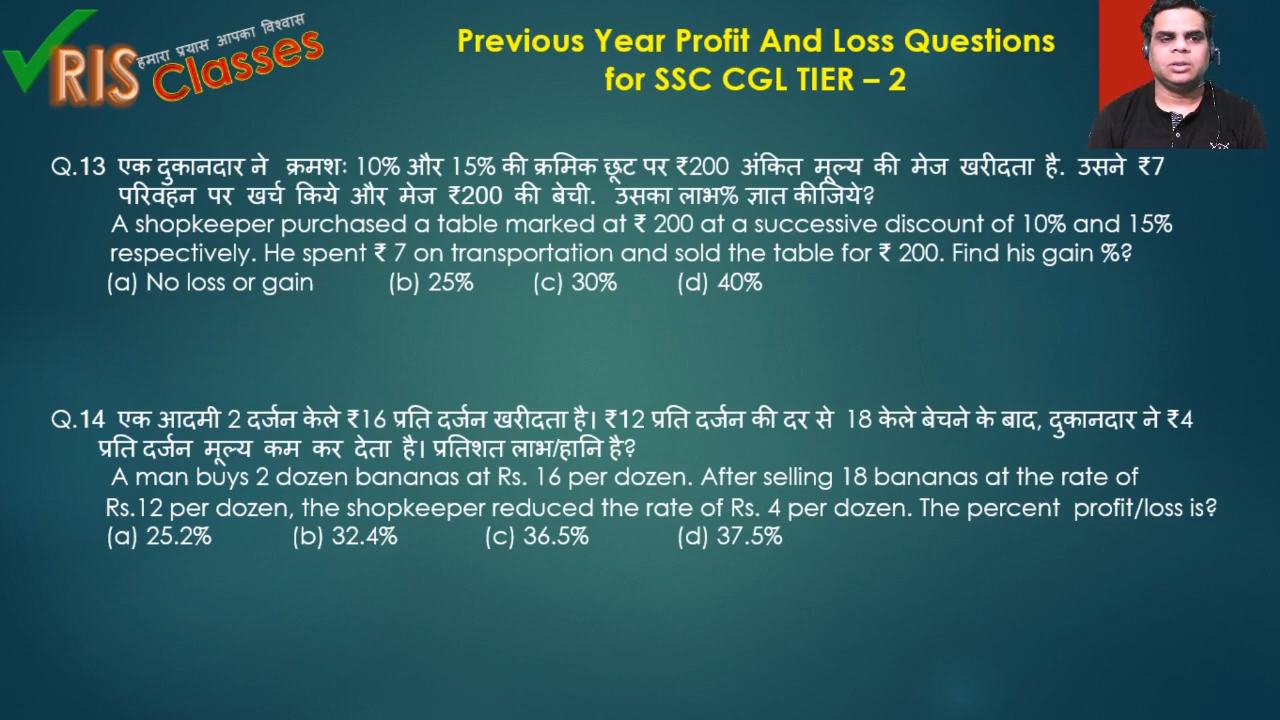 RIS
हमारा प्रयास आपका विश्वास
Classes
Previous Year Profit And Loss Questions
for SSC CGL TIER – 2
Q.13 एक दुकानदार ने क्रमशः 10% और 15% की क्रमिक छूट पर ₹200 अंकित मूल्य की मेज खरीदता है. उसने ₹7
परिवहन पर खर्च किये और मेज ₹200 की बेची. उसका लाभ% ज्ञात कीजिये?
A shopkeeper purchased a table marked at ₹ 200 at a successive discount of 10% and 15%
respectively. He spent ₹ 7 on transportation and sold the table for ₹ 200. Find his gain %?
(a) No loss or gain (b) 25% (c) 30% (d) 40%
Q.14 एक आदमी 2 दर्जन केले ₹16 प्रति दर्जन खरीदता है। ₹12 प्रति दर्जन की दर से 18 केले बेचने के बाद, दुकानदार ने ₹4
प्रति दर्जन मूल्य कम कर देता है। प्रतिशत लाभ/हानि है?
A man buys 2 dozen bananas at Rs. 16 per dozen. After selling 18 bananas at the rate of
Rs.12 per dozen, the shopkeeper reduced the rate of Rs. 4 per dozen. The percent profit/loss is?
(a) 25.2% (b) 32.4% (c) 36.5% (d) 37.5%